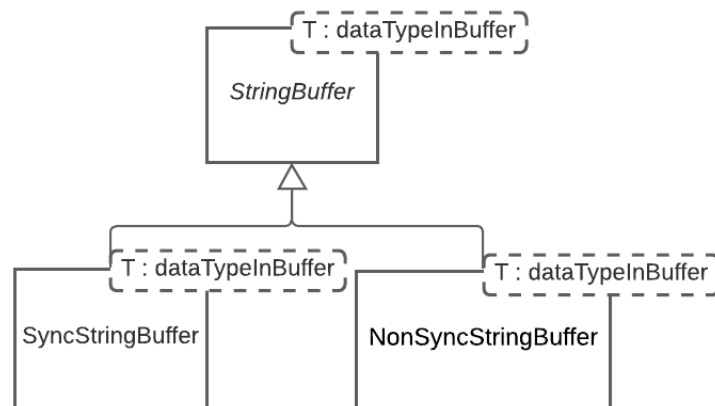 T : dataTypeInBuffer
StringBuffer
T : dataTypeInBuffer
T : dataTypeInBuffer
SyncStringBuffer
NonSyncStringBuffer